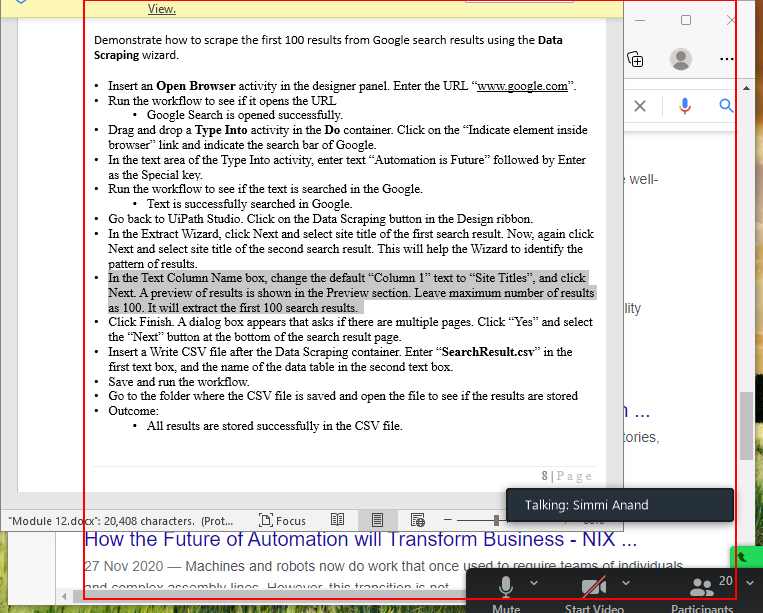 View.
Demonstrate how to scrape the first 100 results from Google search results using the Data
Scraping wizard.
• Insert an Open Browser activity in the designer panel. Enter the URL “www.google.com”.
• Run the workflow to see if it opens the URL
• Google Search is opened successfully.
• Drag and drop a Type Into activity in the Do container. Click on the “Indicate element inside
browser” link and indicate the search bar of Google.
• In the text area of the Type Into activity, enter text “Automation is Future” followed by Enter
as the Special key.
• Run the workflow to see if the text is searched in the Google.
• Text is successfully searched in Google.
• Go back to UiPath Studio. Click on the Data Scraping button in the Design ribbon.
• In the Extract Wizard, click Next and select site title of the first search result. Now, again click
Next and select site title of the second search result. This will help the Wizard to identify the
pattern of results.
• In the Text Column Name box, change the default “Column 1” text to “Site Titles”, and click
Next. A preview of results is shown in the Preview section. Leave maximum number of results
as 100. It will extract the first 100 search results.
• Click Finish. A dialog box appears that asks if there are multiple pages. Click “Yes” and select
the “Next” button at the bottom of the search result page.
• Insert a Write CSV file after the Data Scraping container. Enter “SearchResult.csv” in the
first text box, and the name of the data table in the second text box.
• Save and run the workflow.
• Go to the folder where the CSV file is saved and open the file to see if the results are stored
• Outcome:
• All results are stored successfully in the CSV file.
8 | Page
well-
lity
n ...
tories,
Talking: Simmi Anand
"Module 12.docx": 20,408 characters. (Prot... Focus
How the Future of Automation will Transform Business - NIX ...
27 Nov 2020 — Machines and robots now do work that once used to require teams of individuals
and complex assembly lines. However, this transition is not
20
Mute Start Video Participants